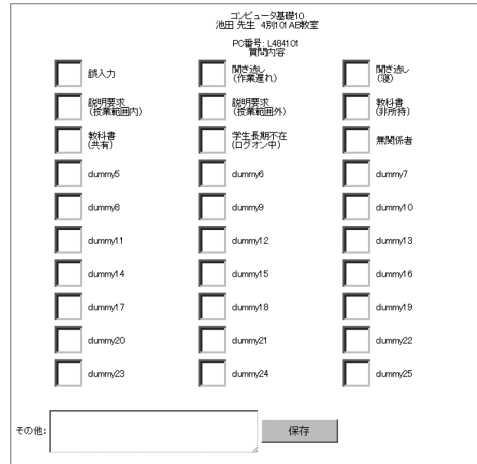 コンピュータ基礎10
池田 先生 4別101AB教室
PC番号: L484101
質問内容
誤入力 聞き逃し 聞き逃し
(作業遅れ) (寝)
説明要求 説明要求 教科書
(授業範囲内) (授業範囲外) (非所持)
教科書 学生長期不在 無関係者
(共有) (ログオン中)
dummy5 dummy6 dummy7
dummy8 dummy9 dummy10
dummy11 dummy12 dummy13
dummy14 dummy15 dummy16
dummy17 dummy18 dummy19
dummy20 dummy21 dummy22
dummy23 dummy24 dummy25
その他: 保存